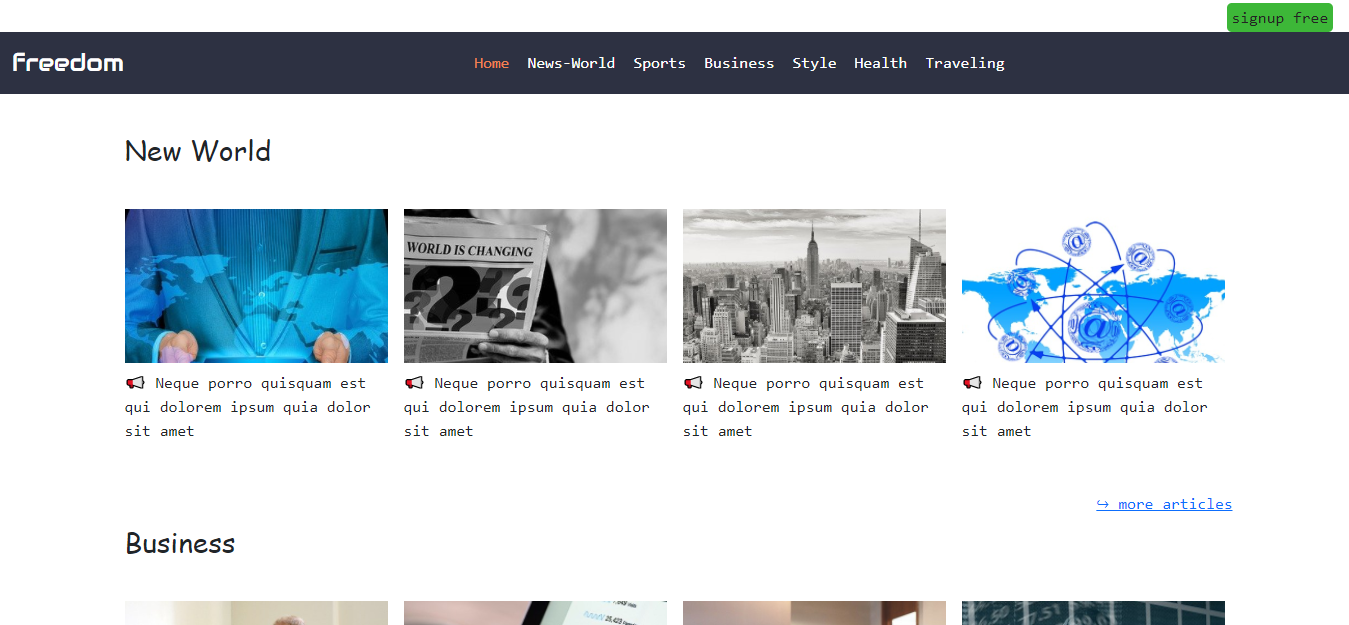 signup free
freedom
Home News-World Sports Business Style Health Traveling
New World
WORLD IS CHANGING
???
@ @ @ @ @ @
📢 Neque porro quisquam est
qui dolorem ipsum quia dolor
sit amet
📢 Neque porro quisquam est
qui dolorem ipsum quia dolor
sit amet
📢 Neque porro quisquam est
qui dolorem ipsum quia dolor
sit amet
📢 Neque porro quisquam est
qui dolorem ipsum quia dolor
sit amet
↪ more articles
Business